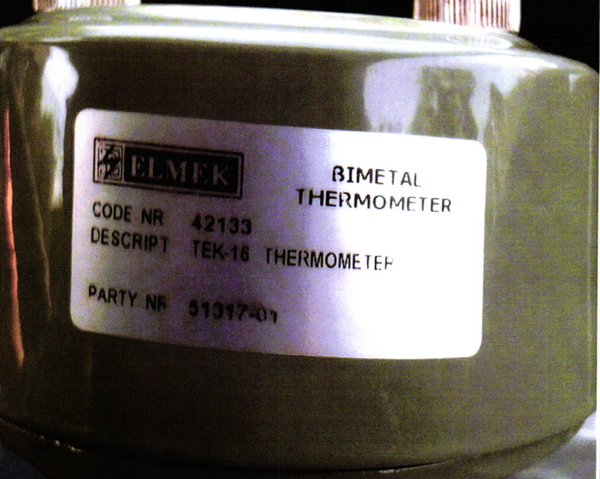 ELMEK
BIMETAL
THERMOMETER
CODE NR 42133
DESCRIPT TEK-16 THERMOMETER
PARTY NR 51317-01